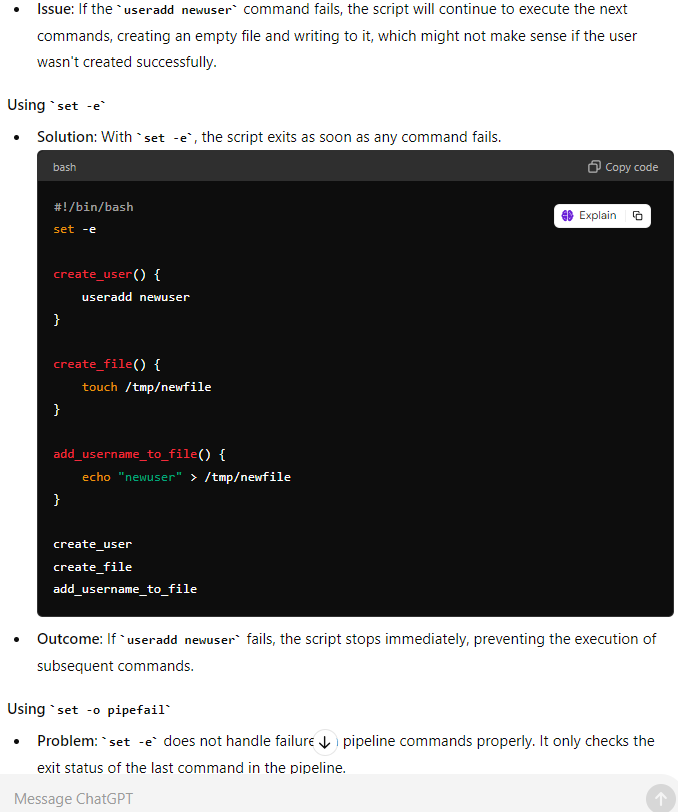 Issue: If the `useradd newuser` command fails, the script will continue to execute the next
commands, creating an empty file and writing to it, which might not make sense if the user
wasn't created successfully.
Using `set -e`
Solution: With `set -e`, the script exits as soon as any command fails.
bash
Copy code
#!/bin/bash
Explain
set -e
create_user() {
useradd newuser
}
create_file() {
touch /tmp/newfile
}
add_username_to_file() {
echo "newuser" > /tmp/newfile
}
create_user
create_file
add_username_to_file
Outcome: If `useradd newuser` fails, the script stops immediately, preventing the execution of
subsequent commands.
Using `set -o pipefail`
Problem: `set -e` does not handle failure pipeline commands properly. It only checks the
exit status of the last command in the pipeline.
Message ChatGPT